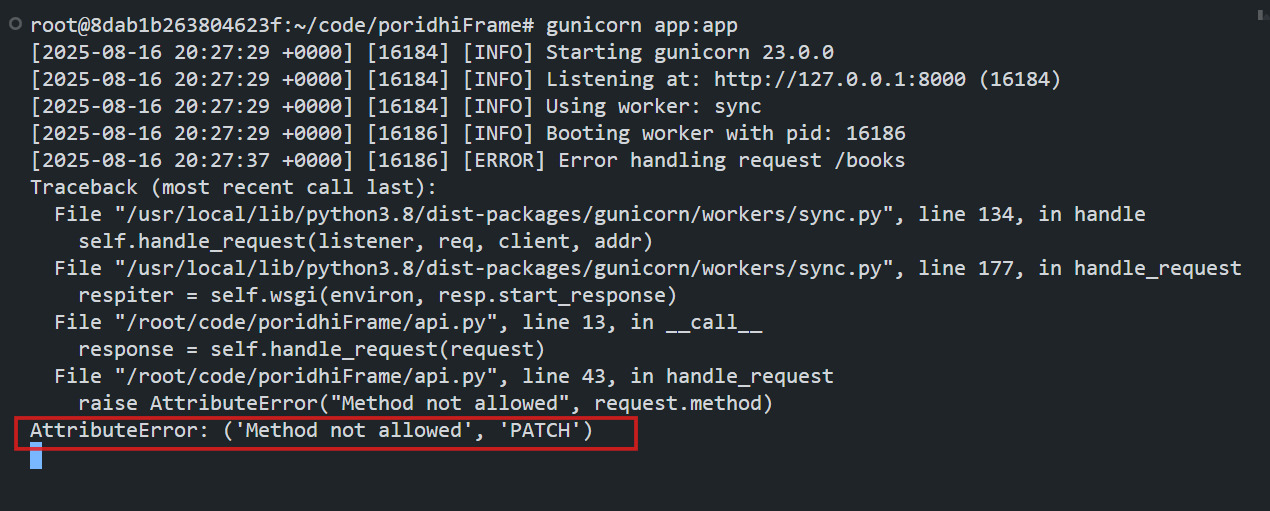 root@8dab1b263804623f:~/code/poridhiFrame# gunicorn app:app
[2025-08-16 20:27:29 +0000] [16184] [INFO] Starting gunicorn 23.0.0
[2025-08-16 20:27:29 +0000] [16184] [INFO] Listening at: http://127.0.0.1:8000 (16184)
[2025-08-16 20:27:29 +0000] [16184] [INFO] Using worker: sync
[2025-08-16 20:27:29 +0000] [16186] [INFO] Booting worker with pid: 16186
[2025-08-16 20:27:37 +0000] [16186] [ERROR] Error handling request /books
Traceback (most recent call last):
  File "/usr/local/lib/python3.8/dist-packages/gunicorn/workers/sync.py", line 134, in handle
    self.handle_request(listener, req, client, addr)
  File "/usr/local/lib/python3.8/dist-packages/gunicorn/workers/sync.py", line 177, in handle_request
    respiter = self.wsgi(environ, resp.start_response)
  File "/root/code/poridhiFrame/api.py", line 13, in __call__
    response = self.handle_request(request)
  File "/root/code/poridhiFrame/api.py", line 43, in handle_request
    raise AttributeError("Method not allowed", request.method)
AttributeError: ('Method not allowed', 'PATCH')